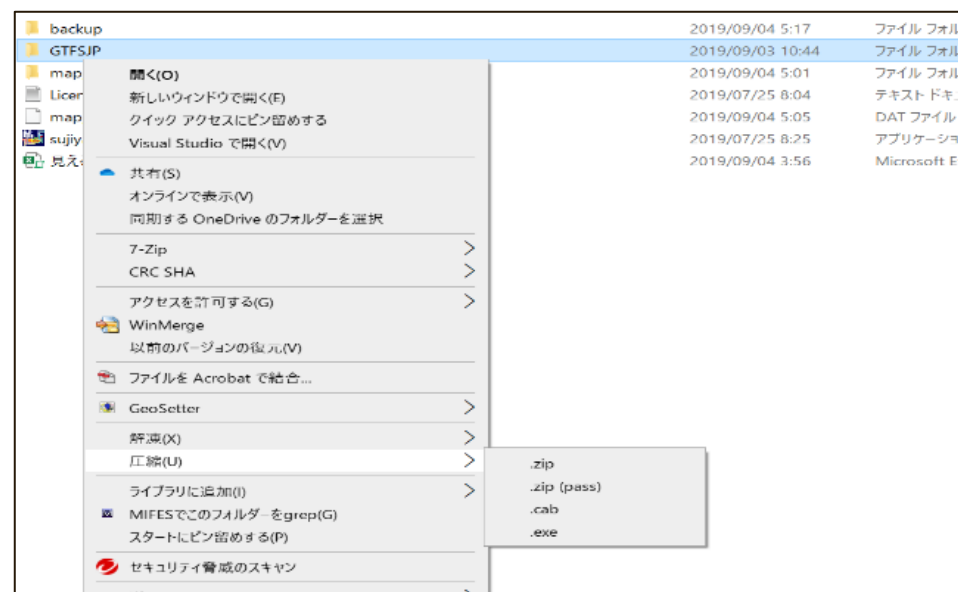 backup 2019/09/04 5:17 ファイル フォル
GTFSJP 2019/09/03 10:44 ファイル フォル
map 2019/09/04 5:01 ファイル フォル
Licen 2019/07/25 8:04 テキスト ドキ
map 2019/09/04 5:05 DAT ファイル
sujiy 2019/07/25 8:25 アプリケーショ
見え 2019/09/04 3:56 Microsoft E
開く(O)
新しいウィンドウで開く(E)
クイック アクセスにピン留めする
Visual Studio で開く(V)
共有(S)
オンラインで表示(V)
同期する OneDrive のフォルダーを選択
7-Zip
CRC SHA
アクセスを許可する(G)
WinMerge
以前のバージョンの復元(V)
ファイルを Acrobat で結合...
GeoSetter
解凍(X)
圧縮(U)
.zip
.zip (pass)
.cab
.exe
ライブラリに追加(I)
MIFESでこのフォルダーをgrep(G)
スタートにピン留めする(P)
セキュリティ脅威のスキャン